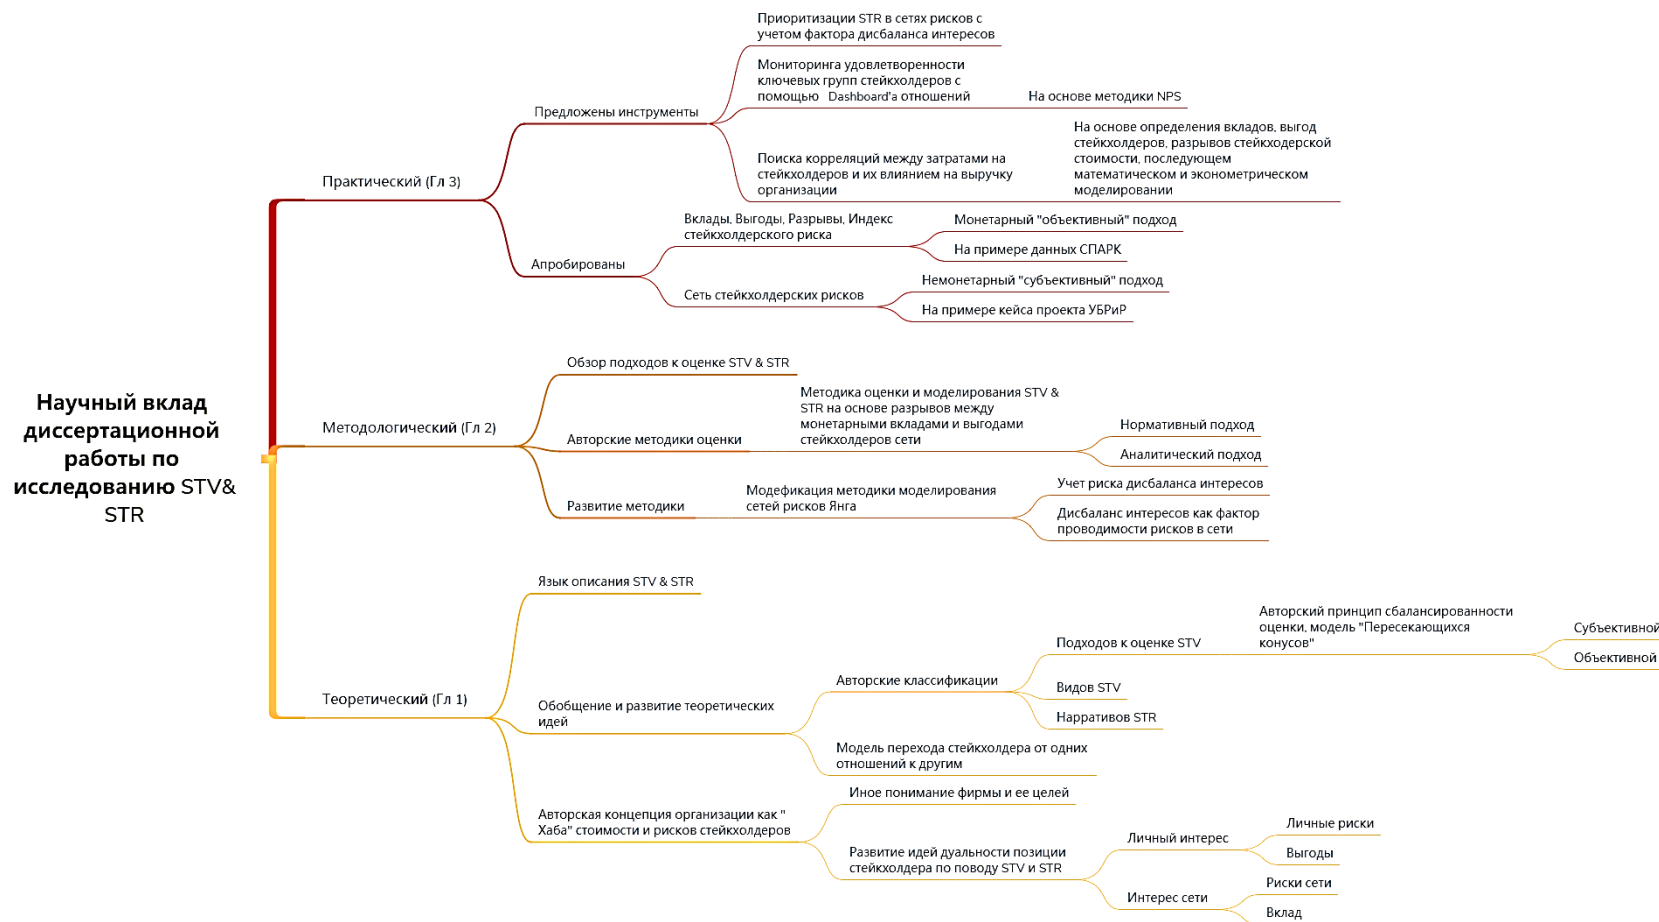 Научный вклад
диссертационной
работы по
исследованию STV&
STR
Практический (Гл 3)
Предложены инструменты
Приоритизации STR в сетях рисков с
учетом фактора дисбаланса интересов
Мониторинга удовлетворенности
ключевых групп стейкхолдеров с
помощью Dashboard'а отношений
На основе методики NPS
Поиска корреляций между затратами на
стейкхолдеров и их влиянием на выручку
организации
На основе определения вкладов, выгод
стейкхолдеров, разрывов стейкходерской
стоимости, последующем
математическом и эконометрическом
моделировании
Апробированы
Вклады, Выгоды, Разрывы, Индекс
стейкхолдерского риска
Монетарный "объективный" подход
На примере данных СПАРК
Сеть стейкхолдерских рисков
Немонетарный "субъективный" подход
На примере кейса проекта УБРиР
Методологический (Гл 2)
Обзор подходов к оценке STV & STR
Авторские методики оценки
Методика оценки и моделирования STV &
STR на основе разрывов между
монетарными вкладами и выгодами
стейкхолдеров сети
Нормативный подход
Аналитический подход
Развитие методики
Модефикация методики моделирования
сетей рисков Янга
Учет риска дисбаланса интересов
Дисбаланс интересов как фактор
проводимости рисков в сети
Теоретический (Гл 1)
Язык описания STV & STR
Обобщение и развитие теоретических
идей
Авторские классификации
Подходов к оценке STV
Авторский принцип сбалансированности
оценки, модель "Пересекающихся
конусов"
Субъективной
Объективной
Видов STV
Нарративов STR
Модель перехода стейкхолдера от одних
отношений к другим
Авторская концепция организации как "
Хаба" стоимости и рисков стейкхолдеров
Иное понимание фирмы и ее целей
Развитие идей дуальности позиции
стейкхолдера по поводу STV и STR
Личный интерес
Личные риски
Выгоды
Интерес сети
Риски сети
Вклад